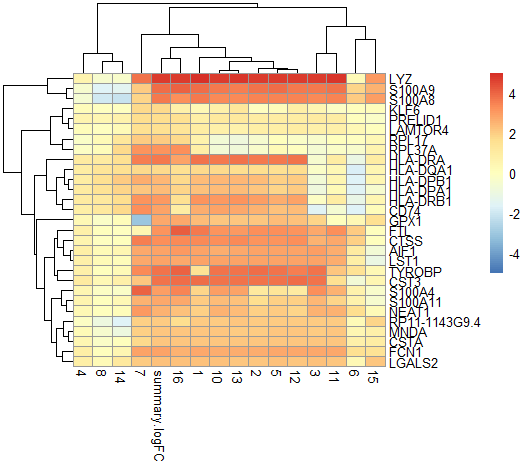 LYZ
S100A9
S100A8
KLF6
PRELID1
LAMTOR4
RPL17
RPL37A
HLA-DRA
HLA-DQA1
HLA-DPB1
HLA-DPA1
HLA-DRB1
CD74
GPX1
FTL
CTSS
AIF1
LST1
TYROBP
CST3
S100A4
S100A11
NEAT1
RP11-1143G9.4
MNDA
CSTA
FCN1
LGALS2
4
2
0
-2
-4
4
8
14
7
summary.logFC
16
1
10
13
2
5
12
3
11
6
15